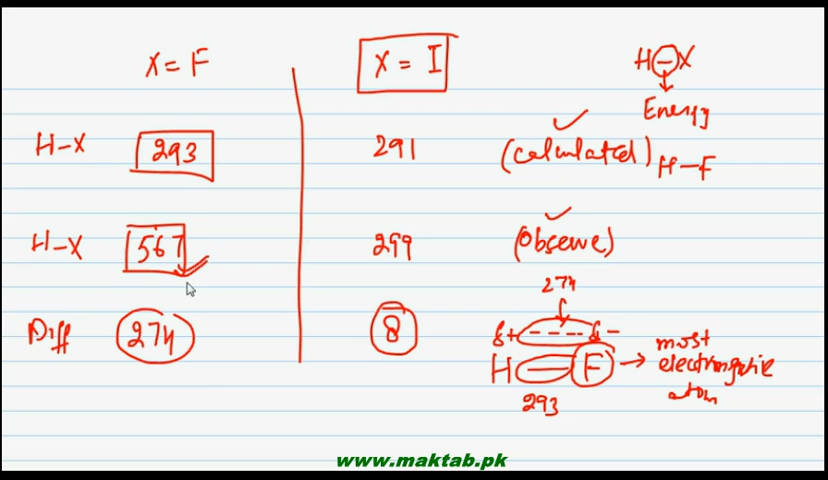 X = F
X = I
H-X
Energy
H-X 293 291 (Calculated) H-F
H-X 567 299 (Observe)
Diff 274 8
274
δ+ ---- δ-
H F → most electronegative atom
293
www.maktab.pk